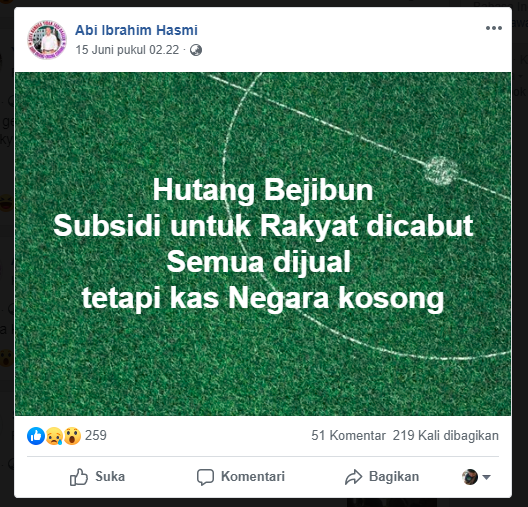 Abi Ibrahim Hasmi
15 Juni pukul 02.22 ·
Hutang Bejibun
Subsidi untuk Rakyat dicabut
Semua dijual
tetapi kas Negara kosong
259
51 Komentar 219 Kali dibagikan
Suka Komentari Bagikan